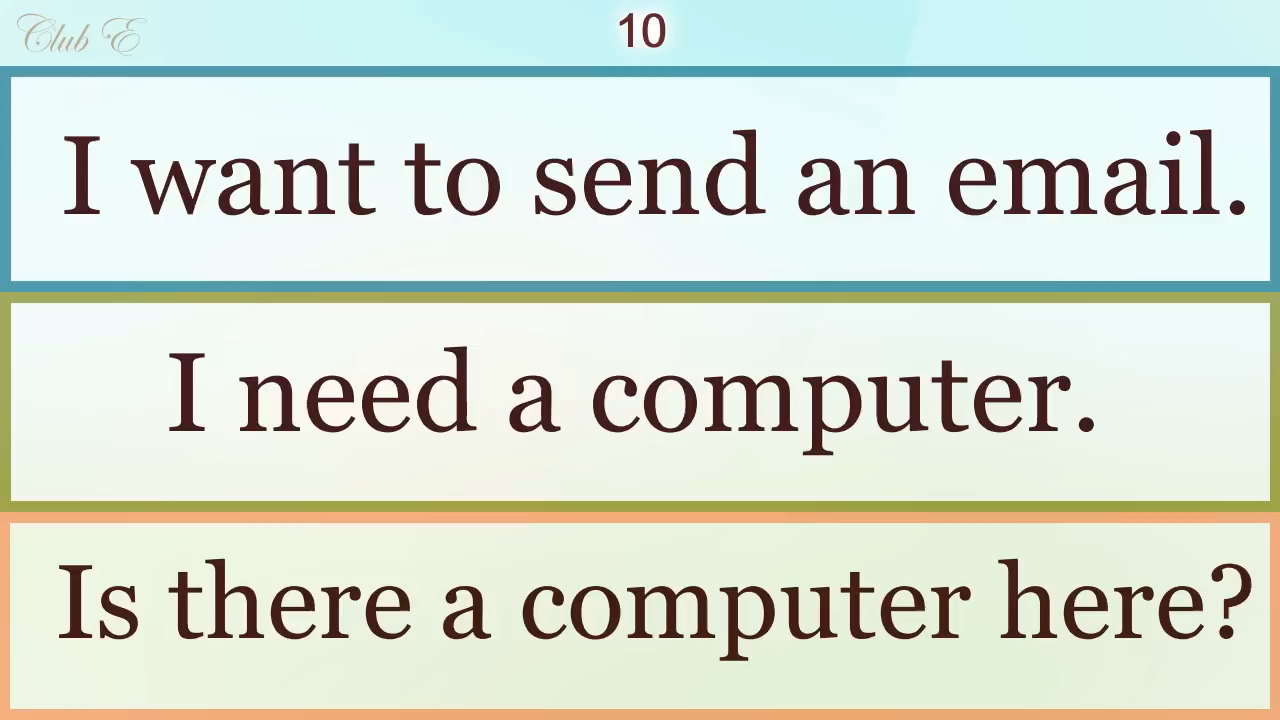 Club E
10
I want to send an email.
I need a computer.
Is there a computer here?